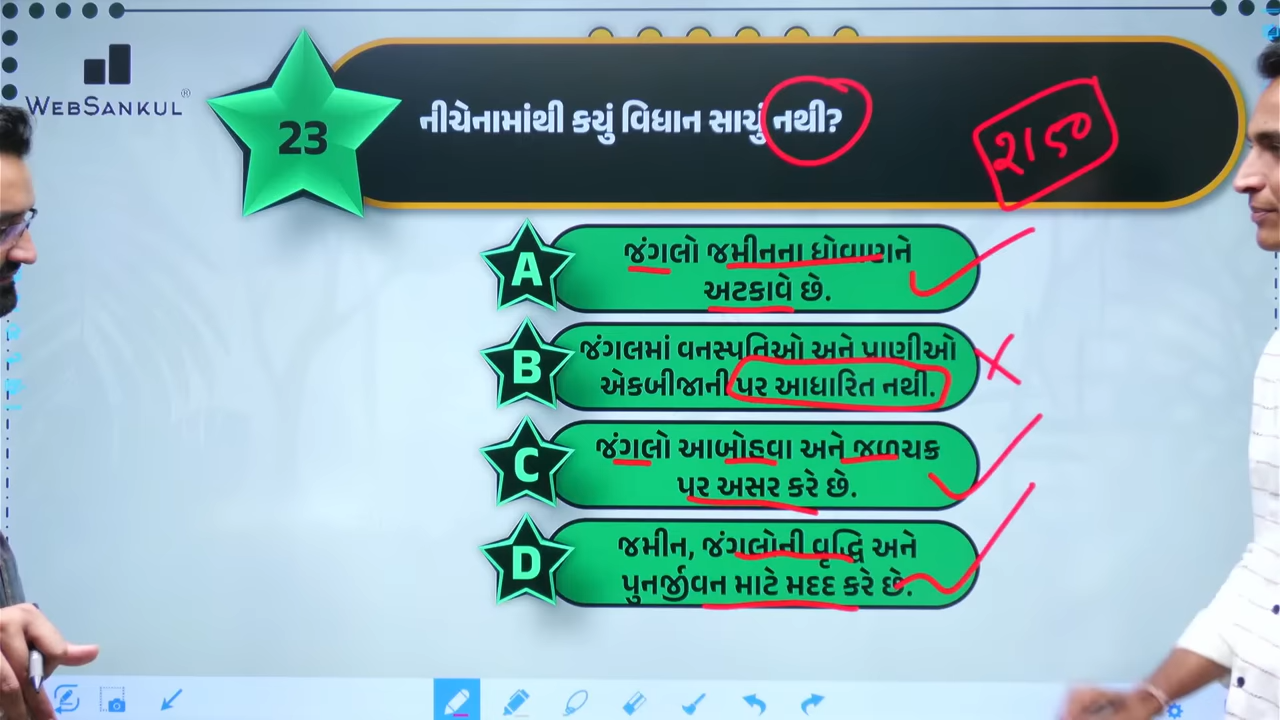 WEBSANKUL®
23
નીચેનામાંથી કયું વિધાન સાચું નથી?
૨૧૬૦
A
જંગલો જમીનના ધોવાણને
અટકાવે છે.
B
જંગલમાં વનસ્પતિઓ અને પ્રાણીઓ
એકબીજાની પર આધારિત નથી.
C
જંગલો આબોહવા અને જળચક્ર
પર અસર કરે છે.
D
જમીન, જંગલોની વૃદ્ધિ અને
પુનર્જીવન માટે મદદ કરે છે.